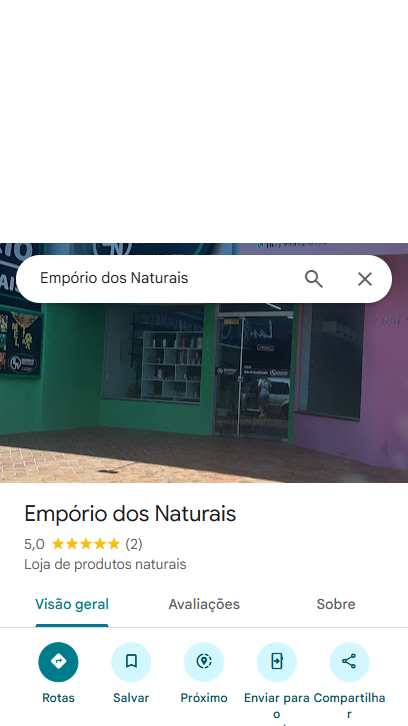 Empório dos Naturais
Empório dos Naturais
5,0 (2)
Loja de produtos naturais
Visão geral Avaliações Sobre
Rotas Salvar Próximo Enviar para o Compartilhar